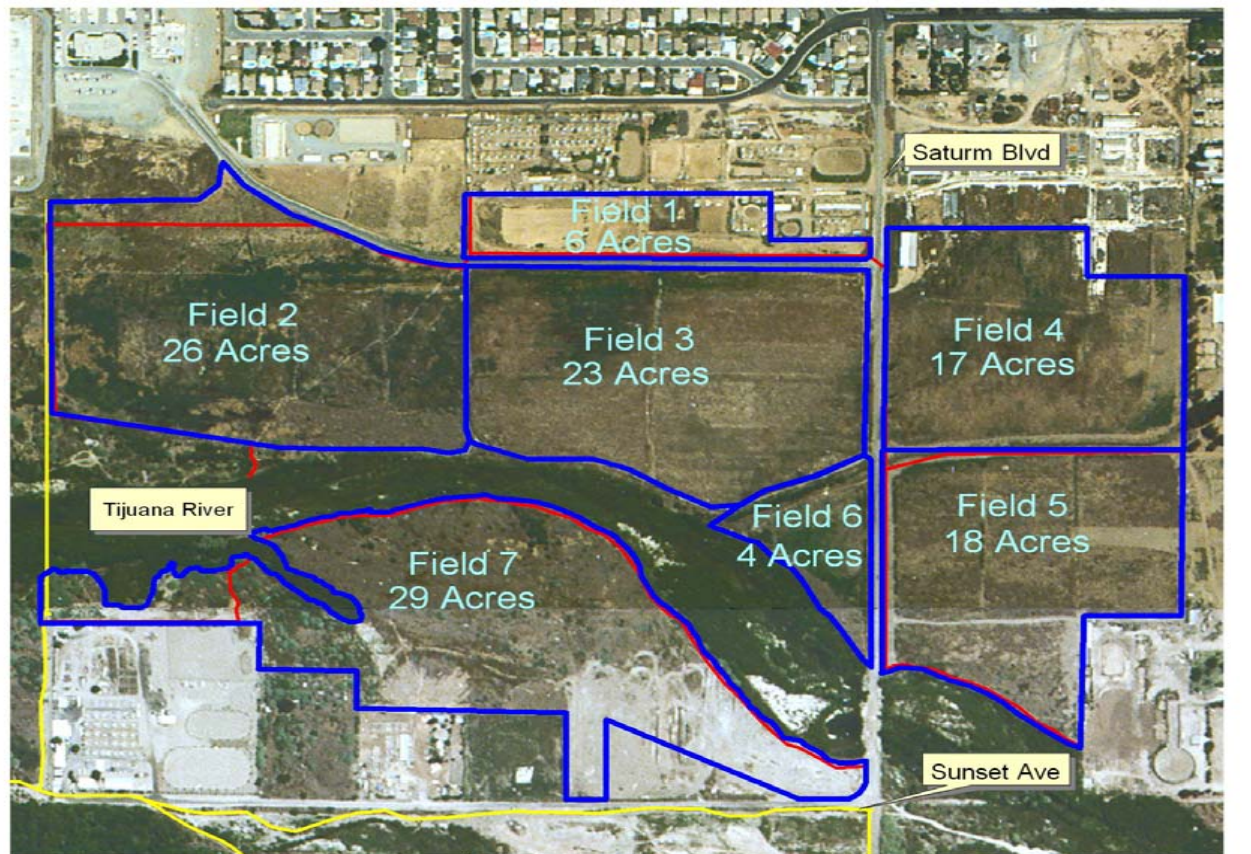 Saturm Blvd
Field 1
6 Acres
Field 2
26 Acres
Field 3
23 Acres
Field 4
17 Acres
Tijuana River
Field 6
4 Acres
Field 5
18 Acres
Field 7
29 Acres
Sunset Ave